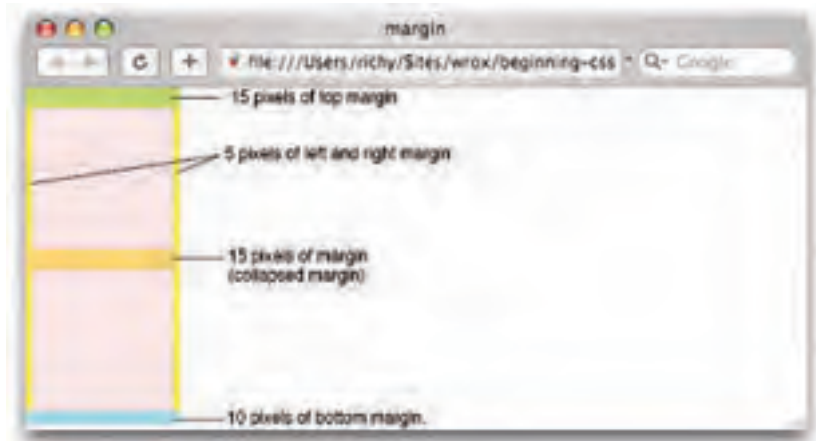 margin
file:///Users/richy/Sites/wrox/beginning-css
Google
15 pixels of top margin
5 pixels of left and right margin
15 pixels of margin
(collapsed margin)
10 pixels of bottom margin.